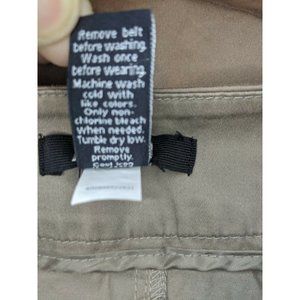 Remove belt
before washing.
Wash once
before wearing.
Machine wash
cold with
like colors.
Only non-
chlorine bleach
when needed.
Tumble dry low.
Remove
promptly.